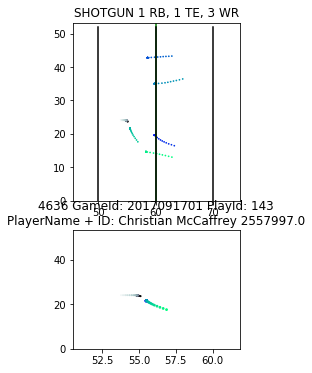 SHOTGUN 1 RB, 1 TE, 3 WR
50
40
30
20
10
0
50 60 70
4636 GameId: 2017091701 PlayId: 143
PlayerName + ID: Christian McCaffrey 2557997.0
40
20
0
52.5 55.0 57.5 60.0